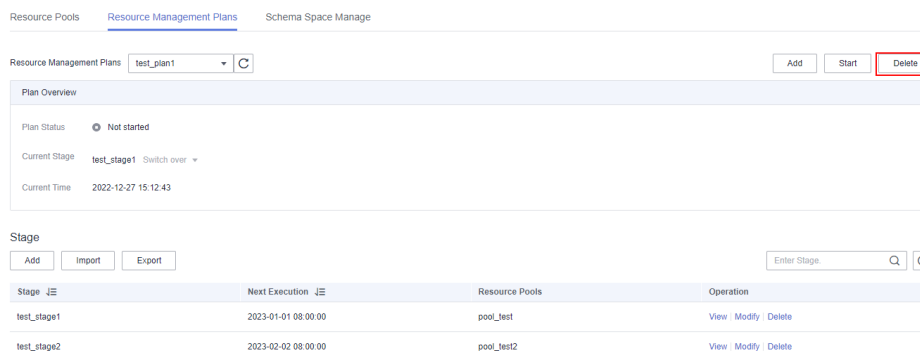 Resource Pools Resource Management Plans Schema Space Manage
Resource Management Plans test_plan1 Add Start Delete
Plan Overview
Plan Status Not started
Current Stage test_stage1 Switch over
Current Time 2022-12-27 15:12:43
Stage
Add Import Export Enter Stage.
Stage Next Execution Resource Pools Operation
test_stage1 2023-01-01 08:00:00 pool_test View Modify Delete
test_stage2 2023-02-02 08:00:00 pool_test2 View Modify Delete